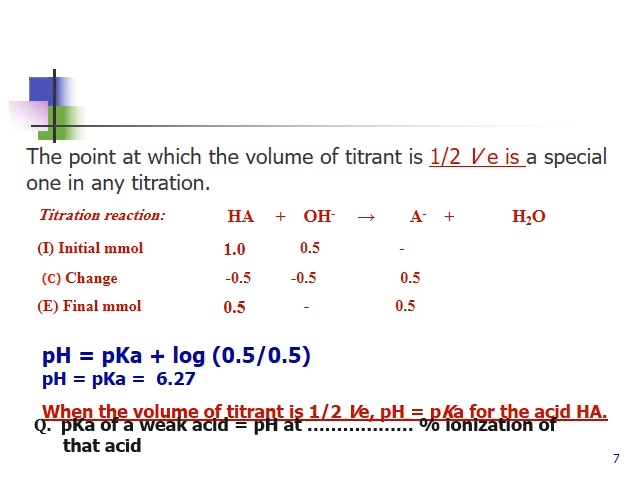 The point at which the volume of titrant is 1/2 Ve is a special
one in any titration.
Titration reaction: HA + OH- → A- + H2O
(I) Initial mmol 1.0 0.5 -
(C) Change -0.5 -0.5 0.5
(E) Final mmol 0.5 - 0.5
pH = pKa + log (0.5/0.5)
pH = pKa = 6.27
When the volume of titrant is 1/2 Ve, pH = pKa for the acid HA.
Q. pKa of a weak acid = pH at .................. % ionization of
that acid
7